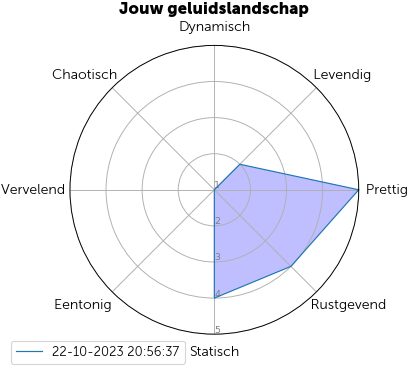 Jouw geluidslandschap
Dynamisch
Chaotisch
Levendig
Vervelend
1
Prettig
2
3
4
Eentonig
Rustgevend
5
22-10-2023 20:56:37
Statisch